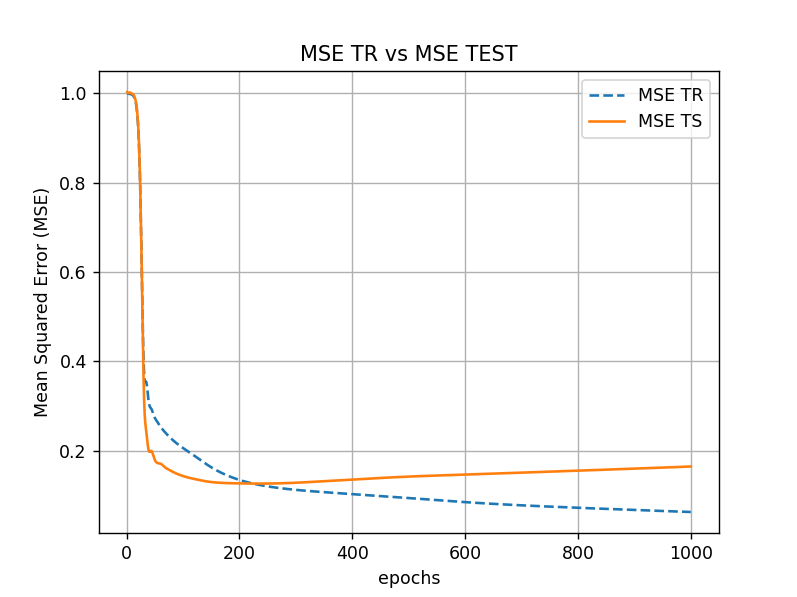 MSE TR vs MSE TEST
1.0
0.8
0.6
0.4
0.2
Mean Squared Error (MSE)
MSE TR
MSE TS
0 200 400 600 800 1000
epochs